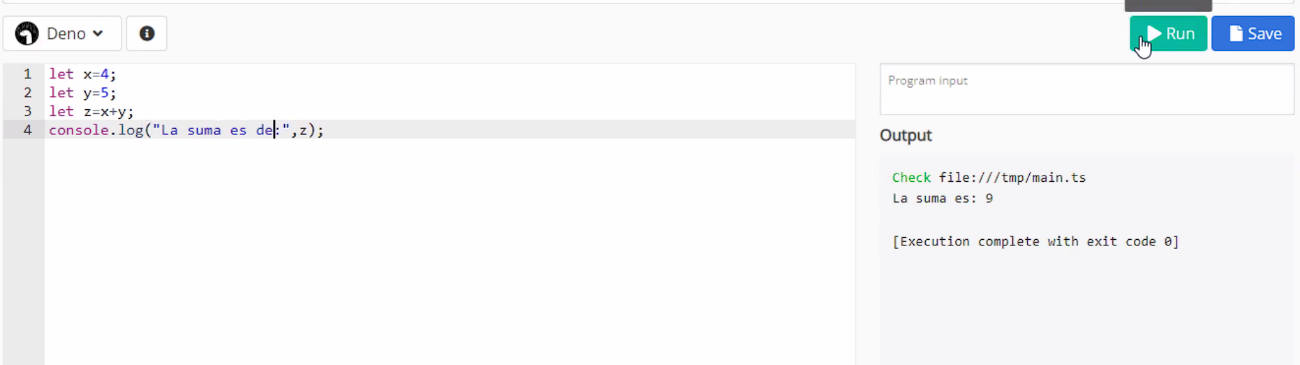 Deno
Run
Save
1 let x=4;
2 let y=5;
3 let z=x+y;
4 console.log("La suma es de:",z);
Program input
Output
Check file:///tmp/main.ts
La suma es: 9
[Execution complete with exit code 0]